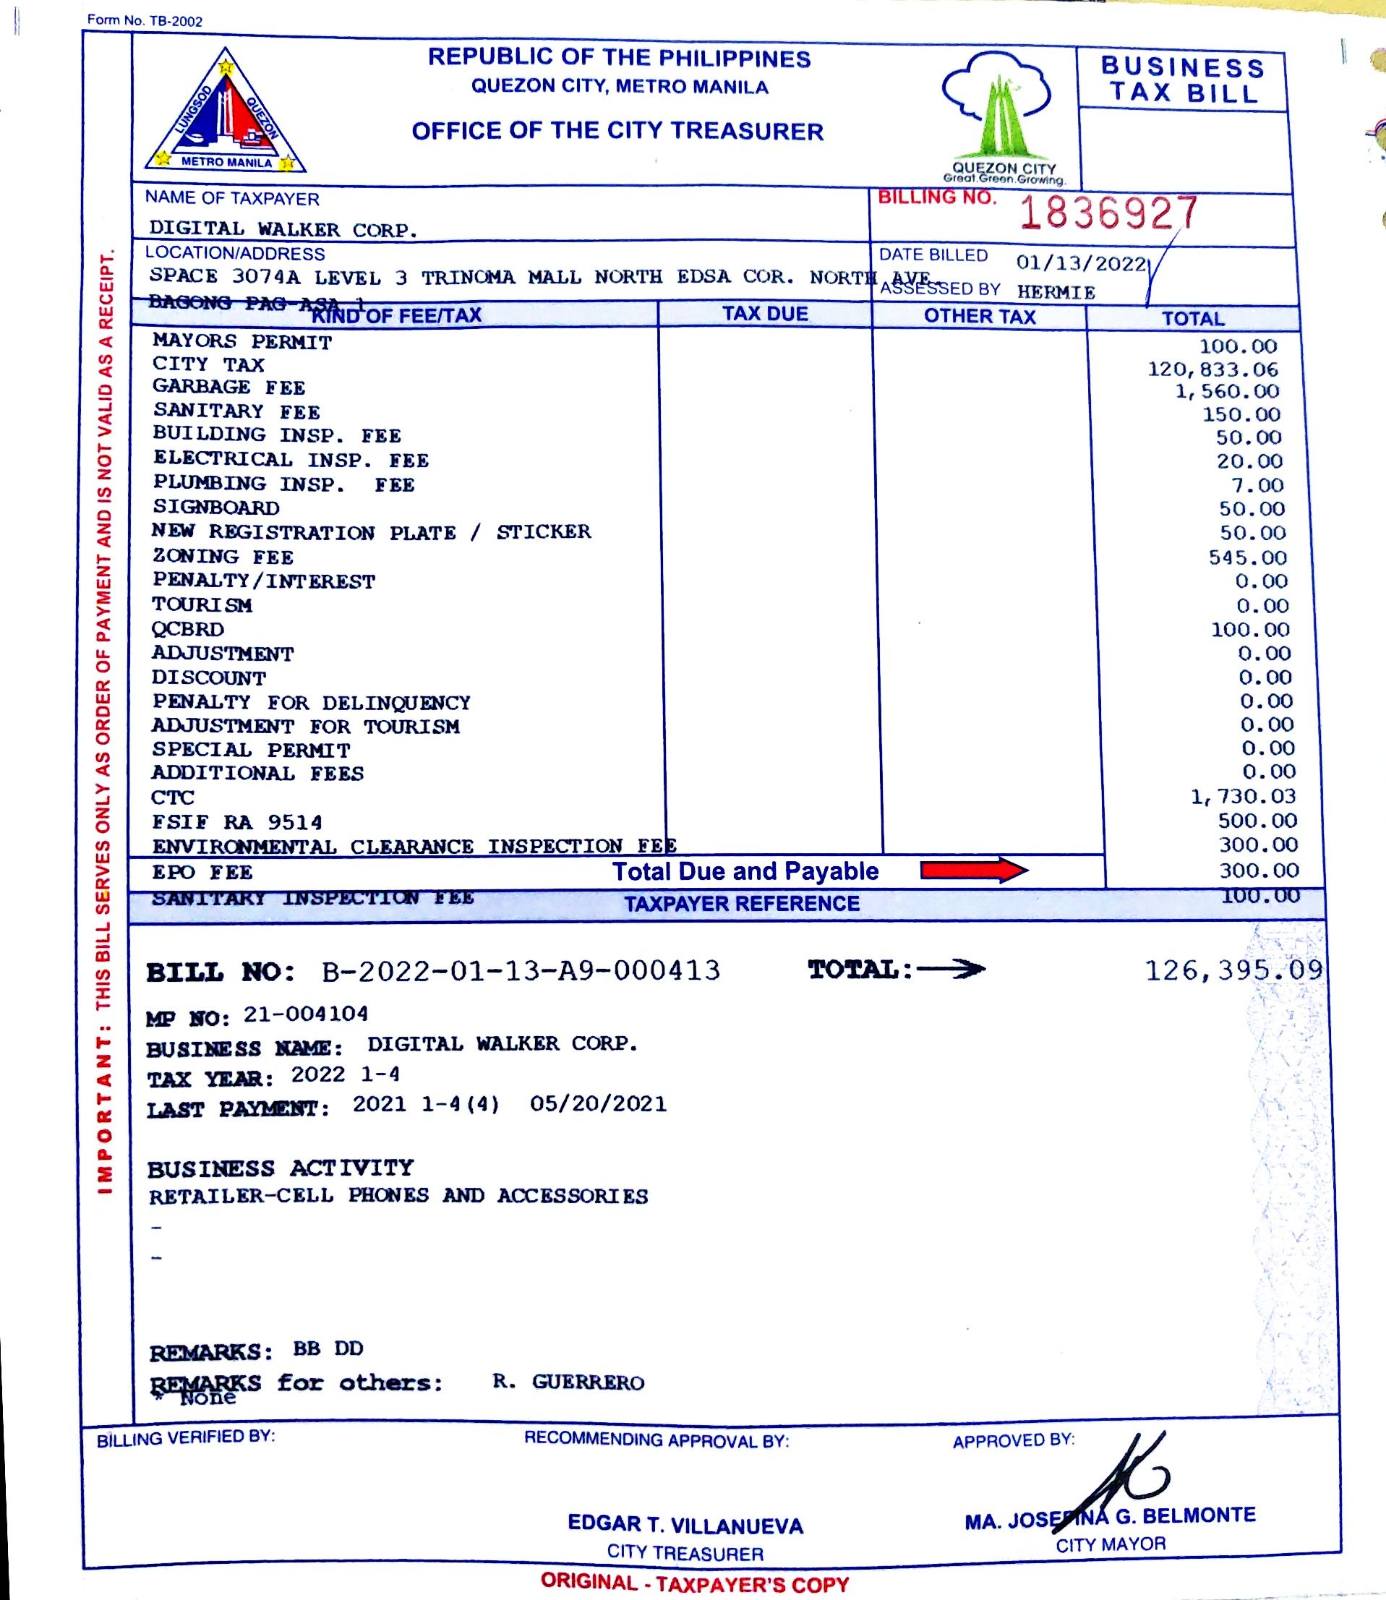 Form No. TB-2002
LUNGSOD QUEZON
METRO MANILA
REPUBLIC OF THE PHILIPPINES
QUEZON CITY, METRO MANILA
OFFICE OF THE CITY TREASURER
QUEZON CITY
Great.Green.Growing.
BUSINESS
TAX BILL
NAME OF TAXPAYER
DIGITAL WALKER CORP.
BILLING NO. 1836927
LOCATION/ADDRESS
SPACE 3074A LEVEL 3 TRINOMA MALL NORTH EDSA COR. NORTH AVE.
BAGONG PAG-ASA 1
DATE BILLED 01/13/2022
ASSESSED BY HERMIE
KIND OF FEE/TAX TAX DUE OTHER TAX TOTAL
MAYORS PERMIT 100.00
CITY TAX 120,833.06
GARBAGE FEE 1,560.00
SANITARY FEE 150.00
BUILDING INSP. FEE 50.00
ELECTRICAL INSP. FEE 20.00
PLUMBING INSP. FEE 7.00
SIGNBOARD 50.00
NEW REGISTRATION PLATE / STICKER 50.00
ZONING FEE 545.00
PENALTY/INTEREST 0.00
TOURISM 0.00
QCBRD 100.00
ADJUSTMENT 0.00
DISCOUNT 0.00
PENALTY FOR DELINQUENCY 0.00
ADJUSTMENT FOR TOURISM 0.00
SPECIAL PERMIT 0.00
ADDITIONAL FEES 0.00
CTC 1,730.03
FSIF RA 9514 500.00
ENVIRONMENTAL CLEARANCE INSPECTION FEE 300.00
EPO FEE Total Due and Payable 300.00
SANITARY INSPECTION FEE 100.00
TAXPAYER REFERENCE
BILL NO: B-2022-01-13-A9-000413 TOTAL: 126,395.09
MP NO: 21-004104
BUSINESS NAME: DIGITAL WALKER CORP.
TAX YEAR: 2022 1-4
LAST PAYMENT: 2021 1-4(4) 05/20/2021
BUSINESS ACTIVITY
RETAILER-CELL PHONES AND ACCESSORIES
-
-
REMARKS: BB DD
REMARKS for others: R. GUERRERO
* None
BILLING VERIFIED BY: RECOMMENDING APPROVAL BY: APPROVED BY:
EDGAR T. VILLANUEVA
CITY TREASURER
MA. JOSEFINA G. BELMONTE
CITY MAYOR
ORIGINAL - TAXPAYER'S COPY
IMPORTANT: THIS BILL SERVES ONLY AS ORDER OF PAYMENT AND IS NOT VALID AS A RECEIPT.